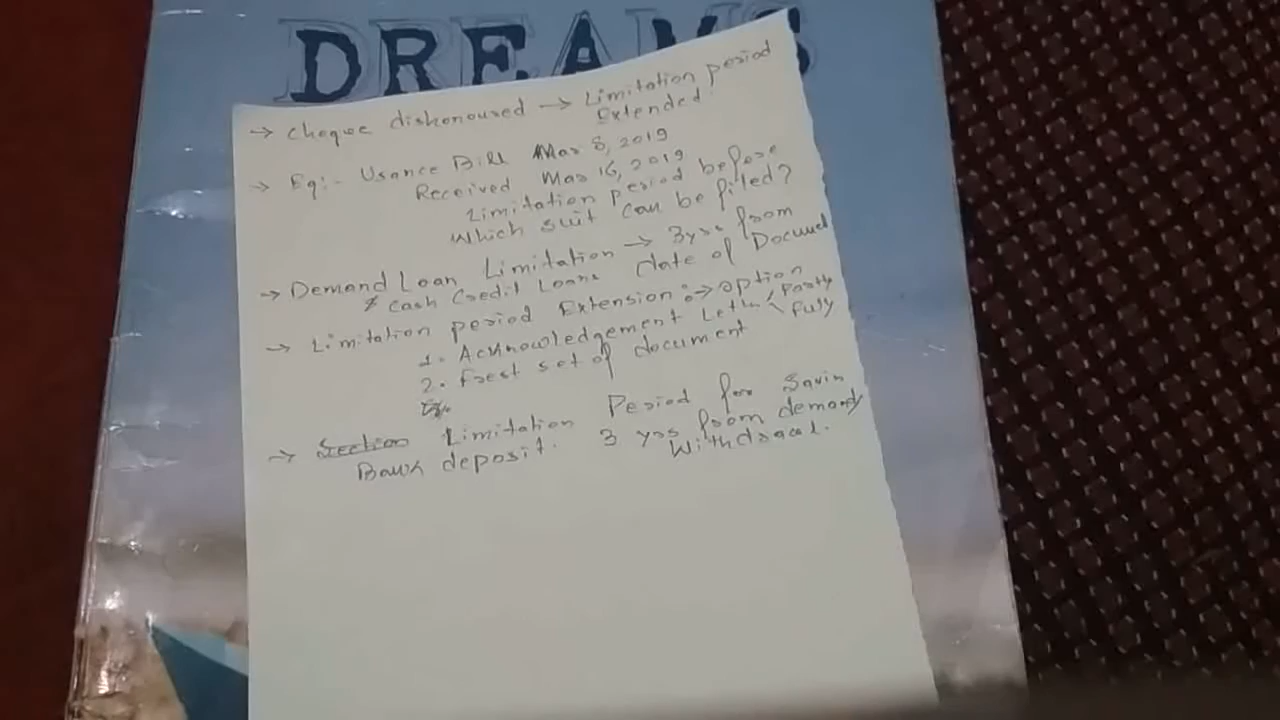 DREAMS
→ Cheque dishonoured → Limitation period
Extended
→ Eg:- Usance Bill Mar 8, 2019
Received Mar 16, 2019
Limitation period before
which suit can be filed?
→ Demand Loan Limitation → 3yrs from
& Cash Credit Loans date of Document
→ Limitation period Extension :→ option
1. Acknowledgement Letter / Partly
2. Fresh set of document \ fully
→ Section Limitation Period for Savin
Bank deposit. 3 yrs from demand/
Withdrawal.